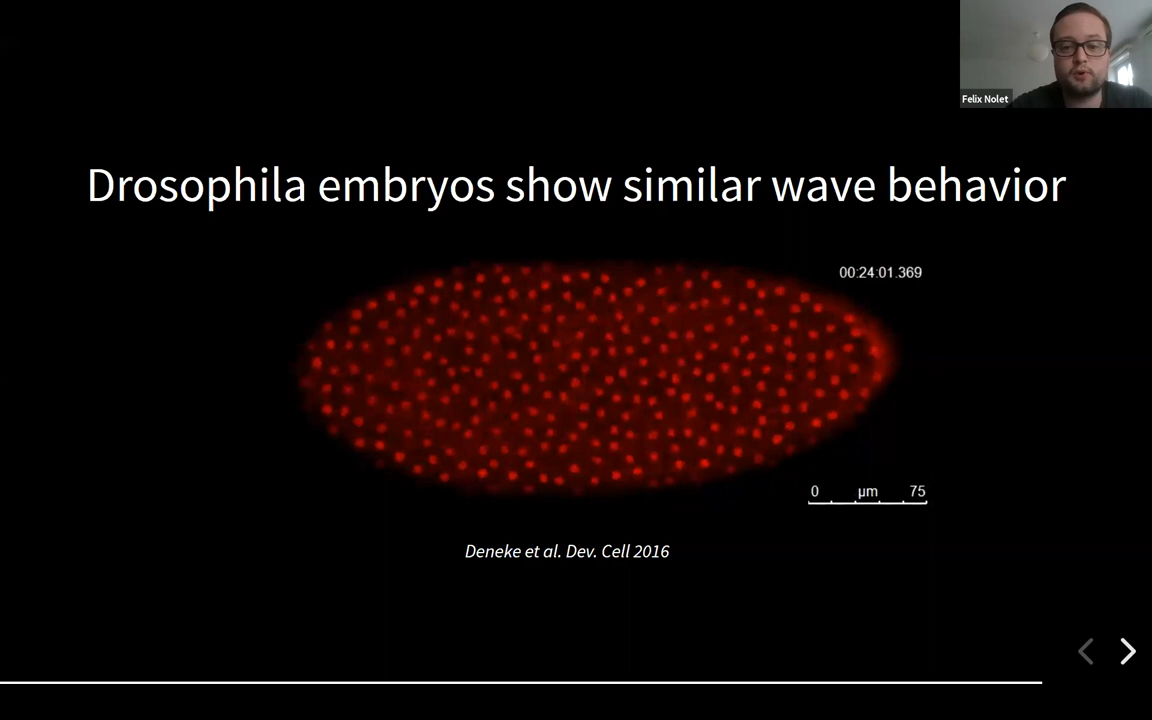 Felix Nolet
Drosophila embryos show similar wave behavior
00:24:01.369
0 µm 75
Deneke et al. Dev. Cell 2016